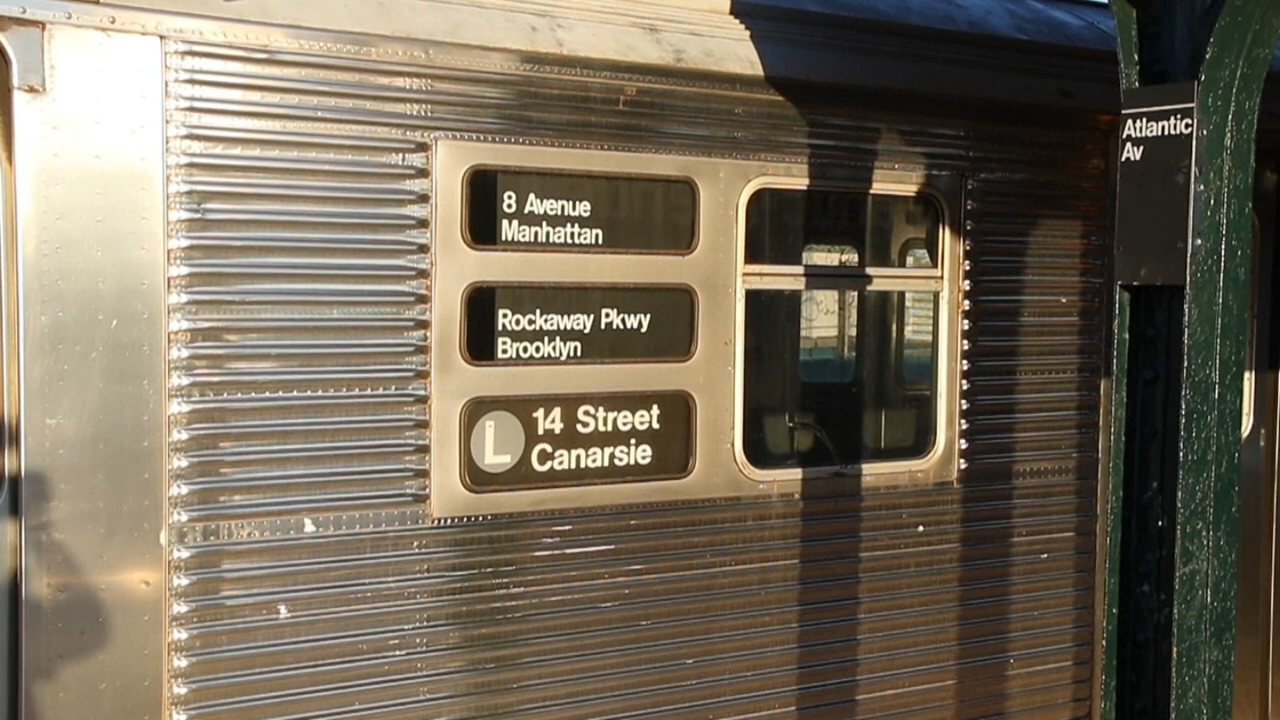 8 Avenue
Manhattan
Rockaway Pkwy
Brooklyn
L
14 Street
Canarsie
Atlantic
Av